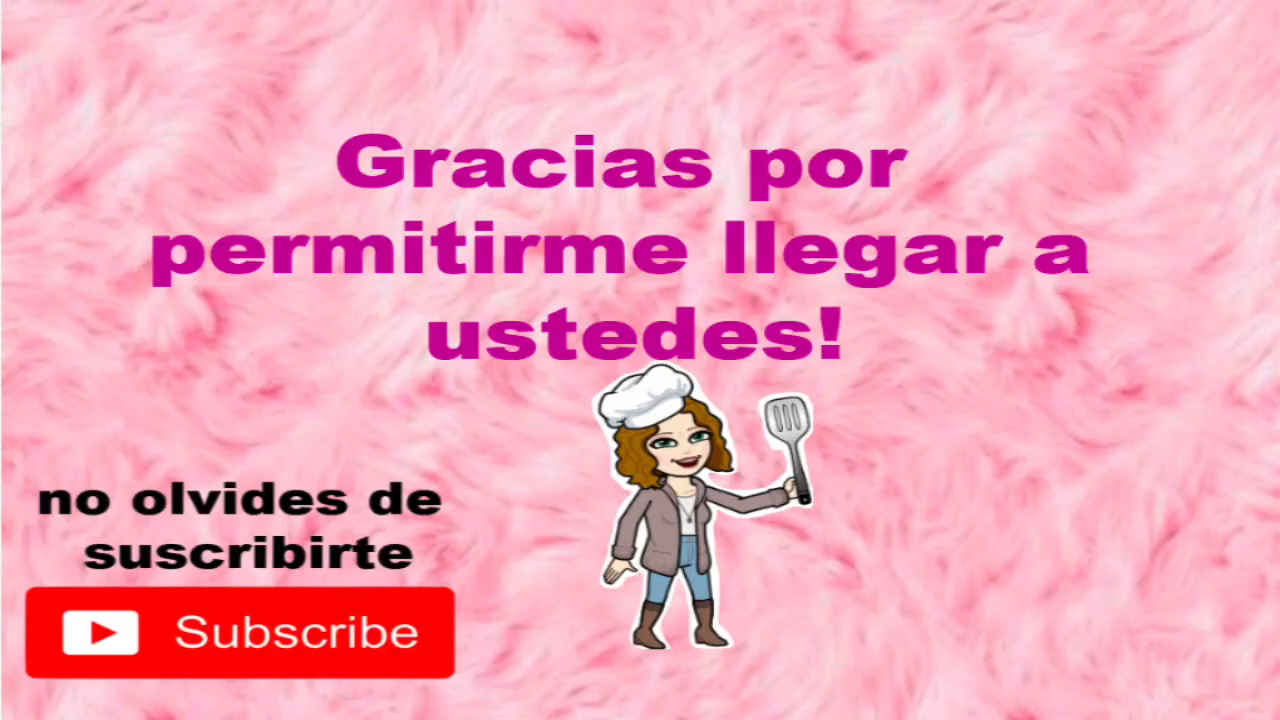 Gracias por
permitirme llegar a
ustedes!
no olvides de
suscribirte
Subscribe